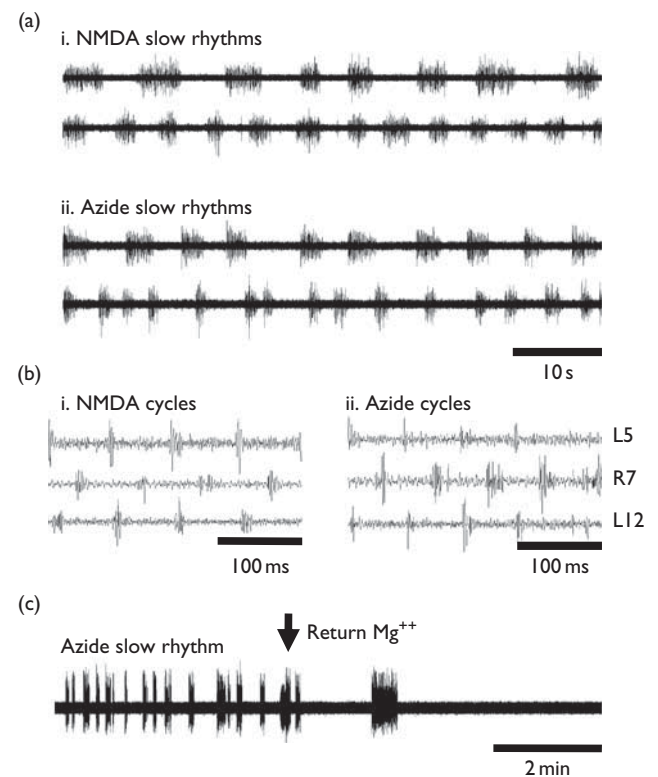 (a)
i. NMDA slow rhythms
ii. Azide slow rhythms
10 s
(b)
i. NMDA cycles
ii. Azide cycles
L5
R7
L12
100 ms
100 ms
(c)
Azide slow rhythm
Return Mg++
2 min